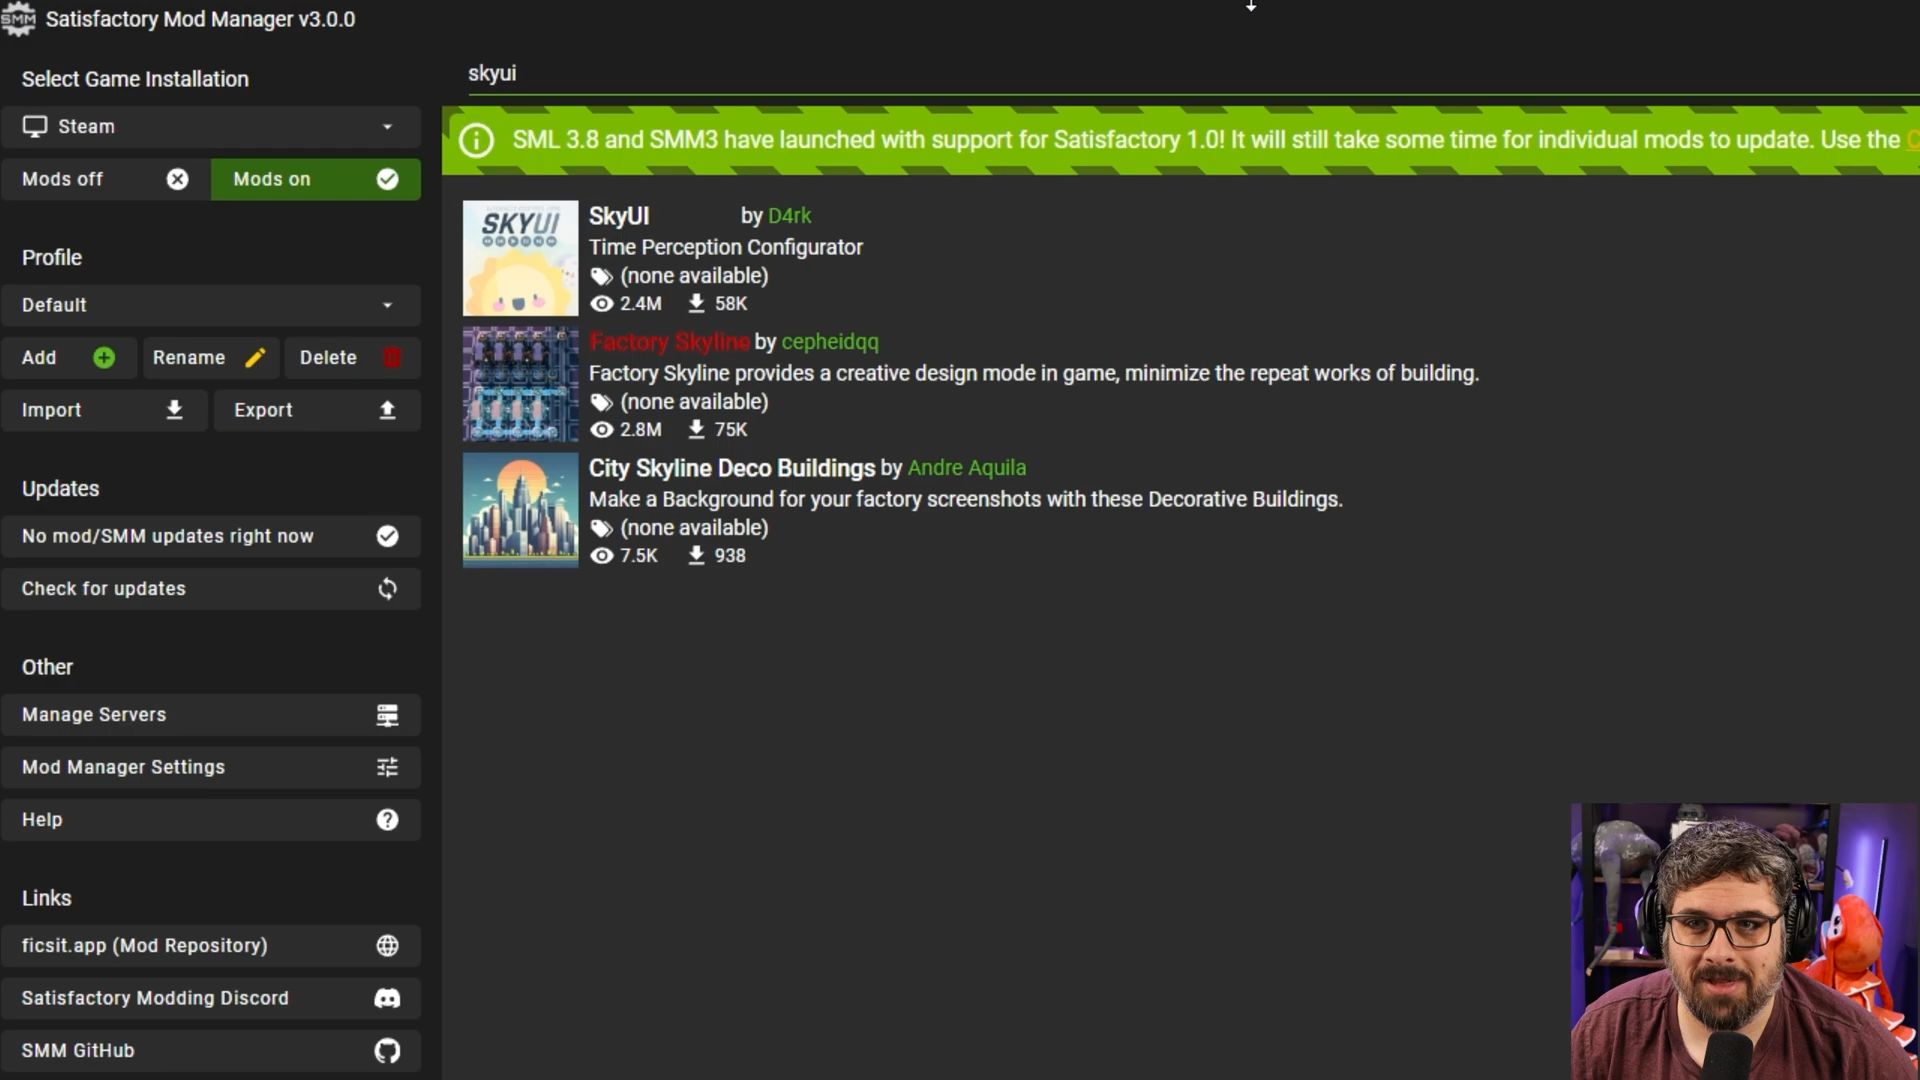 SMM
Satisfactory Mod Manager v3.0.0
Select Game Installation
Steam
Mods off
Mods on
Profile
Default
Add
Rename
Delete
Import
Export
Updates
No mod/SMM updates right now
Check for updates
Other
Manage Servers
Mod Manager Settings
Help
Links
ficsit.app (Mod Repository)
Satisfactory Modding Discord
SMM GitHub
skyui
SML 3.8 and SMM3 have launched with support for Satisfactory 1.0! It will still take some time for individual mods to update. Use the
SKYUI
SkyUI by D4rk
Time Perception Configurator
(none available)
2.4M 58K
Factory Skyline by cepheidqq
Factory Skyline provides a creative design mode in game, minimize the repeat works of building.
(none available)
2.8M 75K
City Skyline Deco Buildings by Andre Aquila
Make a Background for your factory screenshots with these Decorative Buildings.
(none available)
7.5K 938